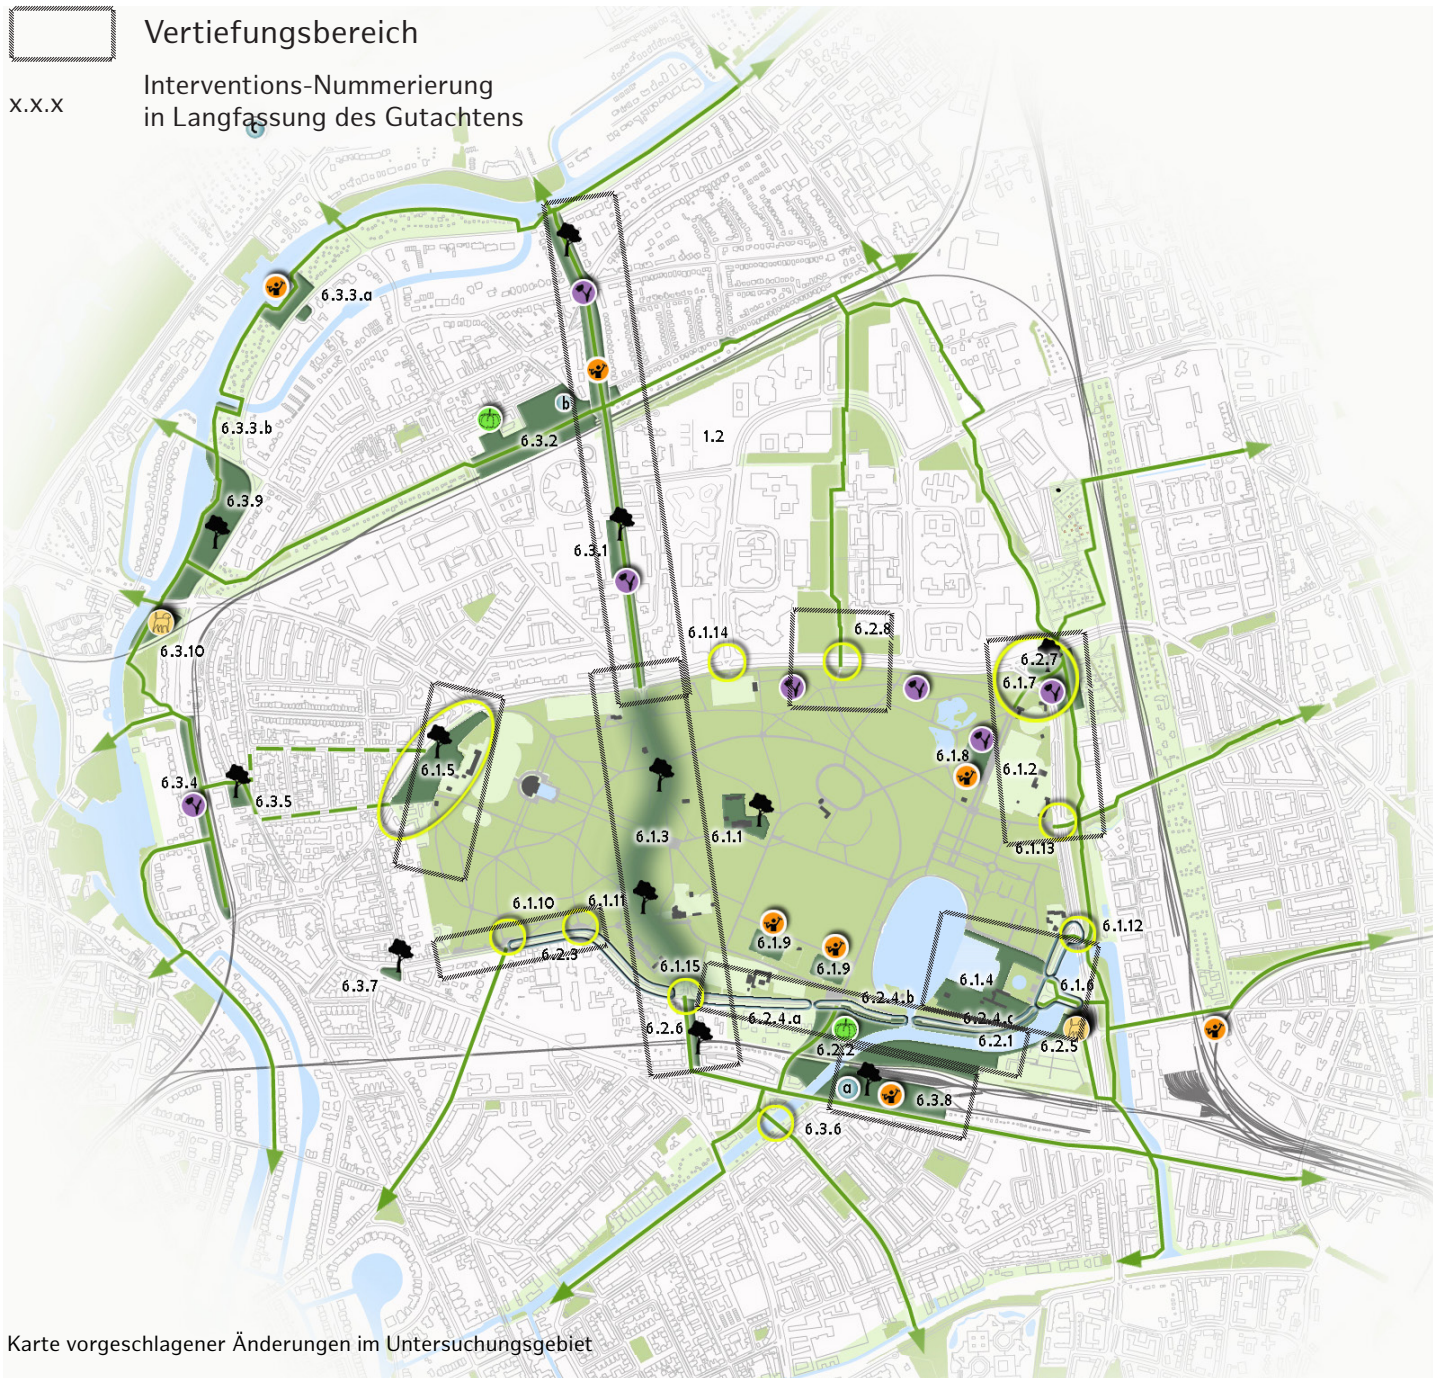 Vertiefungsbereich
x.x.x
Interventions-Nummerierung
in Langfassung des Gutachtens
c
6.3.3.a
b
6.3.3.b
6.3.2
1.2
6.3.9
6.3.1
6.3.10
6.1.14
6.2.8
6.2.7
6.1.7
6.1.8
6.1.2
6.1.5
6.3.4
6.3.5
6.1.3
6.1.1
6.1.13
6.1.10
6.1.11
6.1.12
6.2.3
6.1.9
6.1.9
6.3.7
6.1.15
6.1.4
6.1.6
6.2.4.b
6.2.4.a
6.2.4.c
6.2.6
6.2.2
6.2.1
6.2.5
a
6.3.8
6.3.6
Karte vorgeschlagener Änderungen im Untersuchungsgebiet